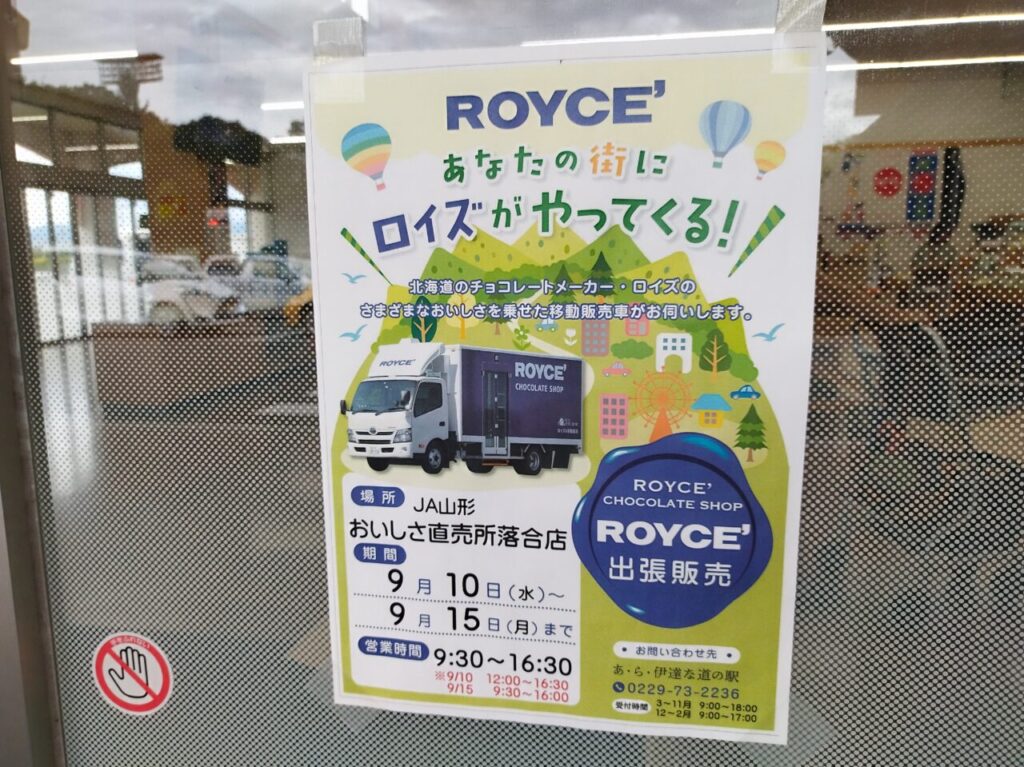 ROYCE'
あなたの街に
ロイズがやってくる!
北海道のチョコレートメーカー・ロイズの
さまざまなおいしさを乗せた移動販売車がお伺いします。
ROYCE'
ROYCE'
CHOCOLATE SHOP
ROYCE'
CHOCOLATE SHOP
ROYCE'
出張販売
場所 JA山形
おいしさ直売所落合店
期間
9月10日(水)〜
9月15日(月)まで
営業時間 9:30〜16:30
※9/10 12:00〜16:30
9/15 9:30〜16:00
・お問い合わせ先・
あ・ら・伊達な道の駅
0229-73-2236
受付時間 3〜11月 9:00〜18:00
12〜2月 9:00〜17:00